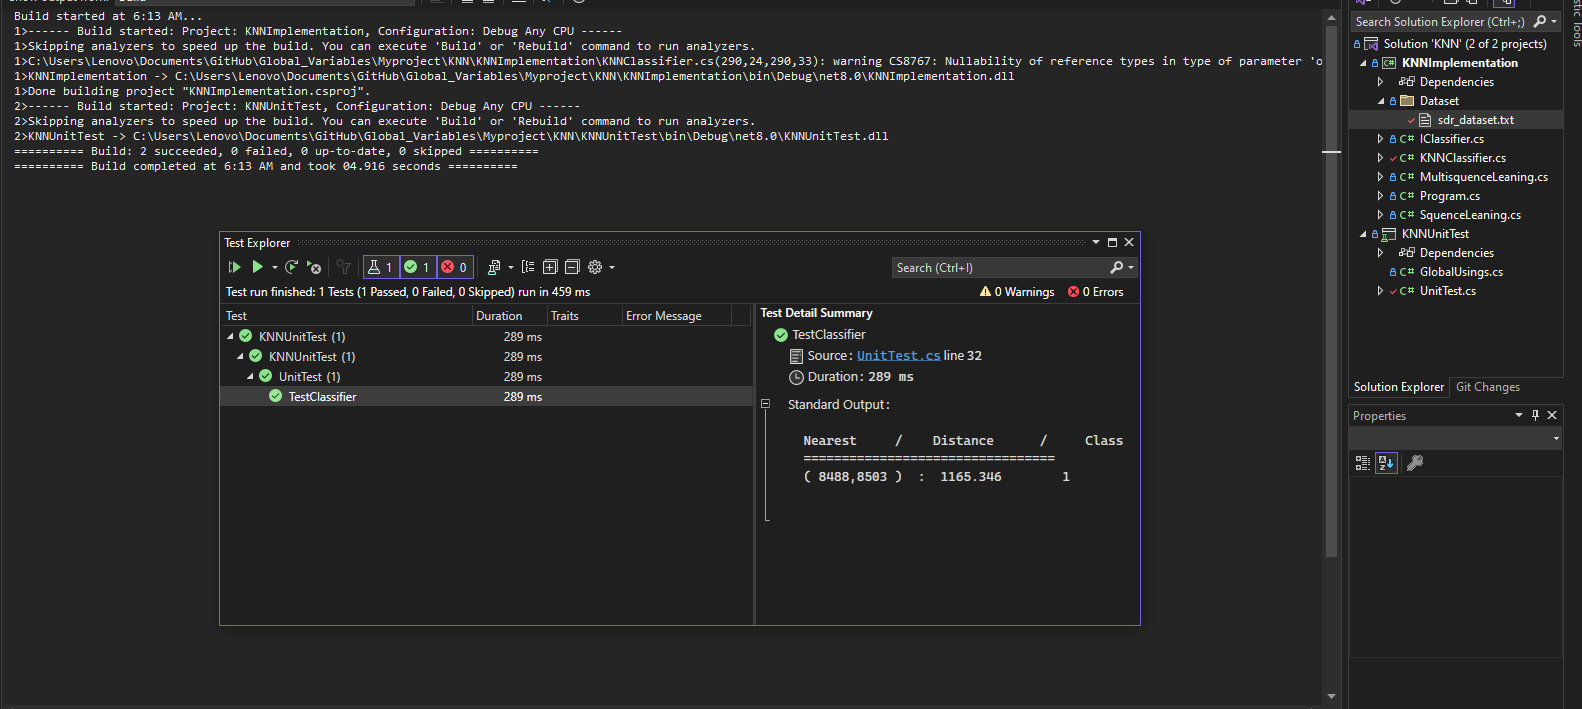 Build started at 6:13 AM...
1>------ Build started: Project: KNNImplementation, Configuration: Debug Any CPU ------
1>Skipping analyzers to speed up the build. You can execute 'Build' or 'Rebuild' command to run analyzers.
1>C:\Users\Lenovo\Documents\GitHub\Global_Variables\Myproject\KNN\KNNImplementation\KNNClassifier.cs(290,24,290,33): warning CS8767: Nullability of reference types in type of parameter 'o
1>KNNImplementation -> C:\Users\Lenovo\Documents\GitHub\Global_Variables\Myproject\KNN\KNNImplementation\bin\Debug\net8.0\KNNImplementation.dll
1>Done building project "KNNImplementation.csproj".
2>------ Build started: Project: KNNUnitTest, Configuration: Debug Any CPU ------
2>Skipping analyzers to speed up the build. You can execute 'Build' or 'Rebuild' command to run analyzers.
2>KNNUnitTest -> C:\Users\Lenovo\Documents\GitHub\Global_Variables\Myproject\KNN\KNNUnitTest\bin\Debug\net8.0\KNNUnitTest.dll
========== Build: 2 succeeded, 0 failed, 0 up-to-date, 0 skipped ==========
========== Build completed at 6:13 AM and took 04.916 seconds ==========
Test Explorer
1 1 0
Search (Ctrl+I)
Test run finished: 1 Tests (1 Passed, 0 Failed, 0 Skipped) run in 459 ms
0 Warnings 0 Errors
Test Duration Traits Error Message
KNNUnitTest (1) 289 ms
KNNUnitTest (1) 289 ms
UnitTest (1) 289 ms
TestClassifier 289 ms
Test Detail Summary
TestClassifier
Source: UnitTest.cs line 32
Duration: 289 ms
Standard Output:
Nearest / Distance / Class
=================================
( 8488,8503 ) : 1165.346 1
Search Solution Explorer (Ctrl+;)
Solution 'KNN' (2 of 2 projects)
KNNImplementation
Dependencies
Dataset
sdr_dataset.txt
C# IClassifier.cs
C# KNNClassifier.cs
C# MultisquenceLeaning.cs
C# Program.cs
C# SquenceLeaning.cs
KNNUnitTest
Dependencies
C# GlobalUsings.cs
C# UnitTest.cs
Solution Explorer Git Changes
Properties